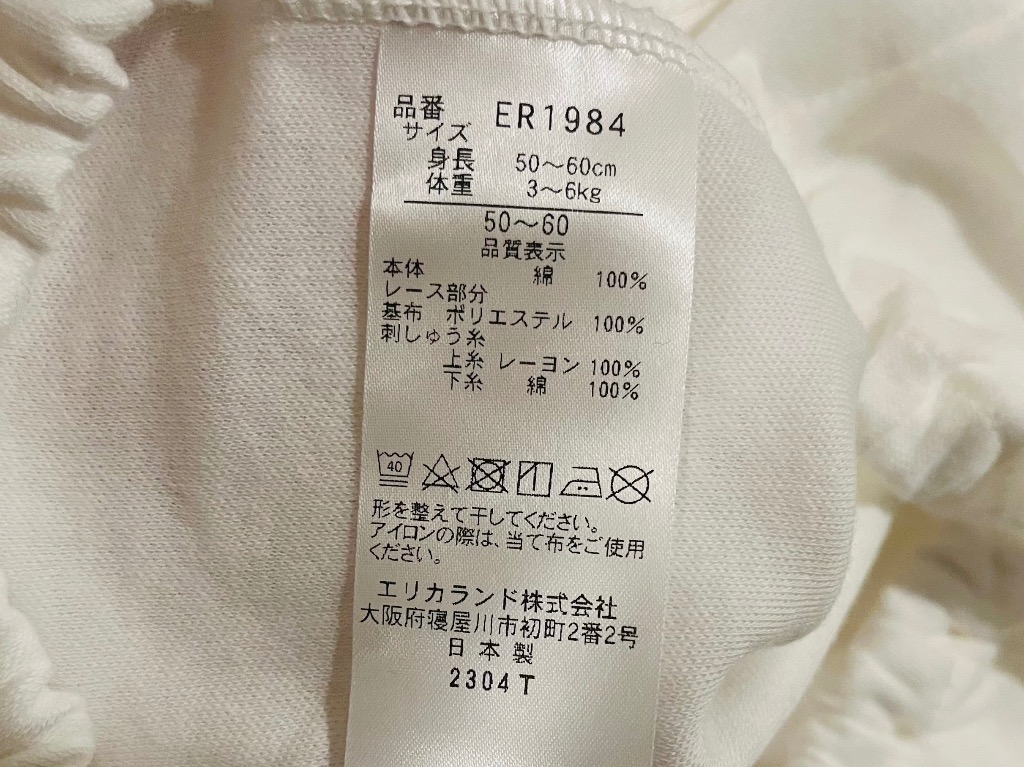 品番 ER1984
サイズ
身長 50～60cm
体重 3～6kg
50～60
品質表示
本体 綿 100%
レース部分
基布 ポリエステル 100%
刺しゅう糸
上糸 レーヨン 100%
下糸 綿 100%
40
形を整えて干してください。
アイロンの際は、当て布をご使用
ください。
エリカランド株式会社
大阪府寝屋川市初町2番2号
日本製
2304T